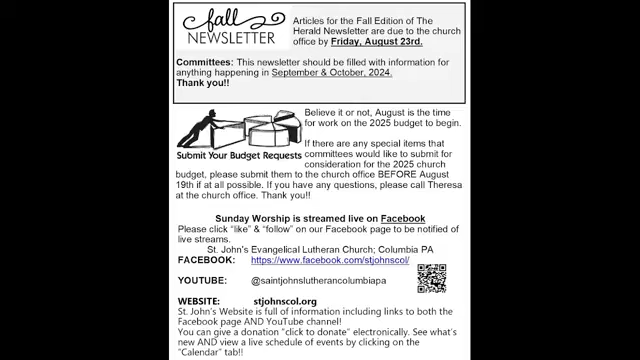 fall
NEWSLETTER
Articles for the Fall Edition of The
Herald Newsletter are due to the church
office by Friday, August 23rd.
Committees: This newsletter should be filled with information for
anything happening in September & October, 2024.
Thank you!!
Believe it or not, August is the time
for work on the 2025 budget to begin.
If there are any special items that
Submit Your Budget Requests committees would like to submit for
consideration for the 2025 church
budget, please submit them to the church office BEFORE August
19th if at all possible. If you have any questions, please call Theresa
at the church office. Thank you!!
Sunday Worship is streamed live on Facebook
Please click "like" & "follow" on our Facebook page to be notified of
live streams.
St. John's Evangelical Lutheran Church; Columbia PA
FACEBOOK: https://www.facebook.com/stjohnscol/
YOUTUBE: @saintjohnslutherancolumbiapa
WEBSITE: stjohnscol.org
St. John's Website is full of information including links to both the
Facebook page AND YouTube channel!
You can give a donation "click to donate" electronically. See what's
new AND view a live schedule of events by clicking on the
"Calendar" tab!!